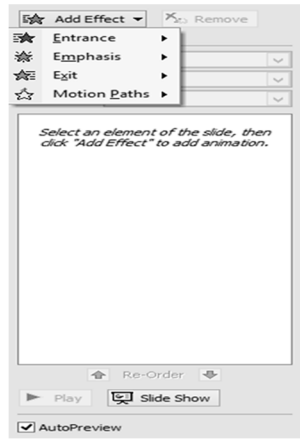 Add Effect Remove
Entrance
Emphasis
Exit
Motion Paths
Select an element of the slide, then
click "Add Effect" to add animation.
Re-Order
Play Slide Show
AutoPreview